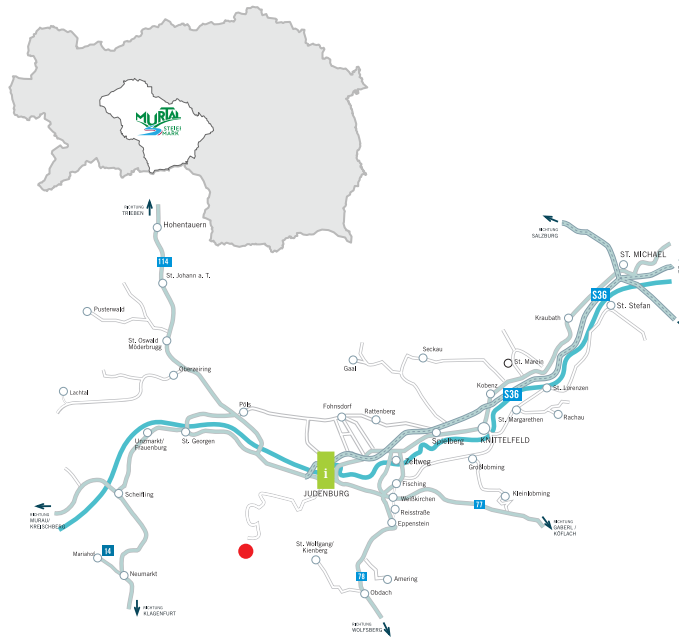 MURTAL
STEIER
MARK
RICHTUNG
TRIEBEN
Hohentauern
114
St. Johann a. T.
Pusterwald
St. Oswald
Möderbrugg
Oberzeiring
Lachtal
Pöls
Unzmarkt/
Frauenburg
St. Georgen
Scheifling
RICHTUNG
MURAU/
KREISCHBERG
Mariahof
14
Neumarkt
RICHTUNG
KLAGENFURT
RICHTUNG
SALZBURG
ST. MICHAEL
S36
St. Stefan
Kraubath
Seckau
St. Marein
Gaal
Kobenz
S36
St. Lorenzen
Fohnsdorf
Rattenberg
St. Margarethen
Rachau
Spielberg
KNITTELFELD
i
JUDENBURG
Zeltweg
Großlobming
Fisching
Weißkirchen
Kleinlobming
77
Reisstraße
Eppenstein
RICHTUNG
GABERL /
KÖFLACH
St. Wolfgang/
Kienberg
78
Amering
Obdach
RICHTUNG
WOLFSBERG